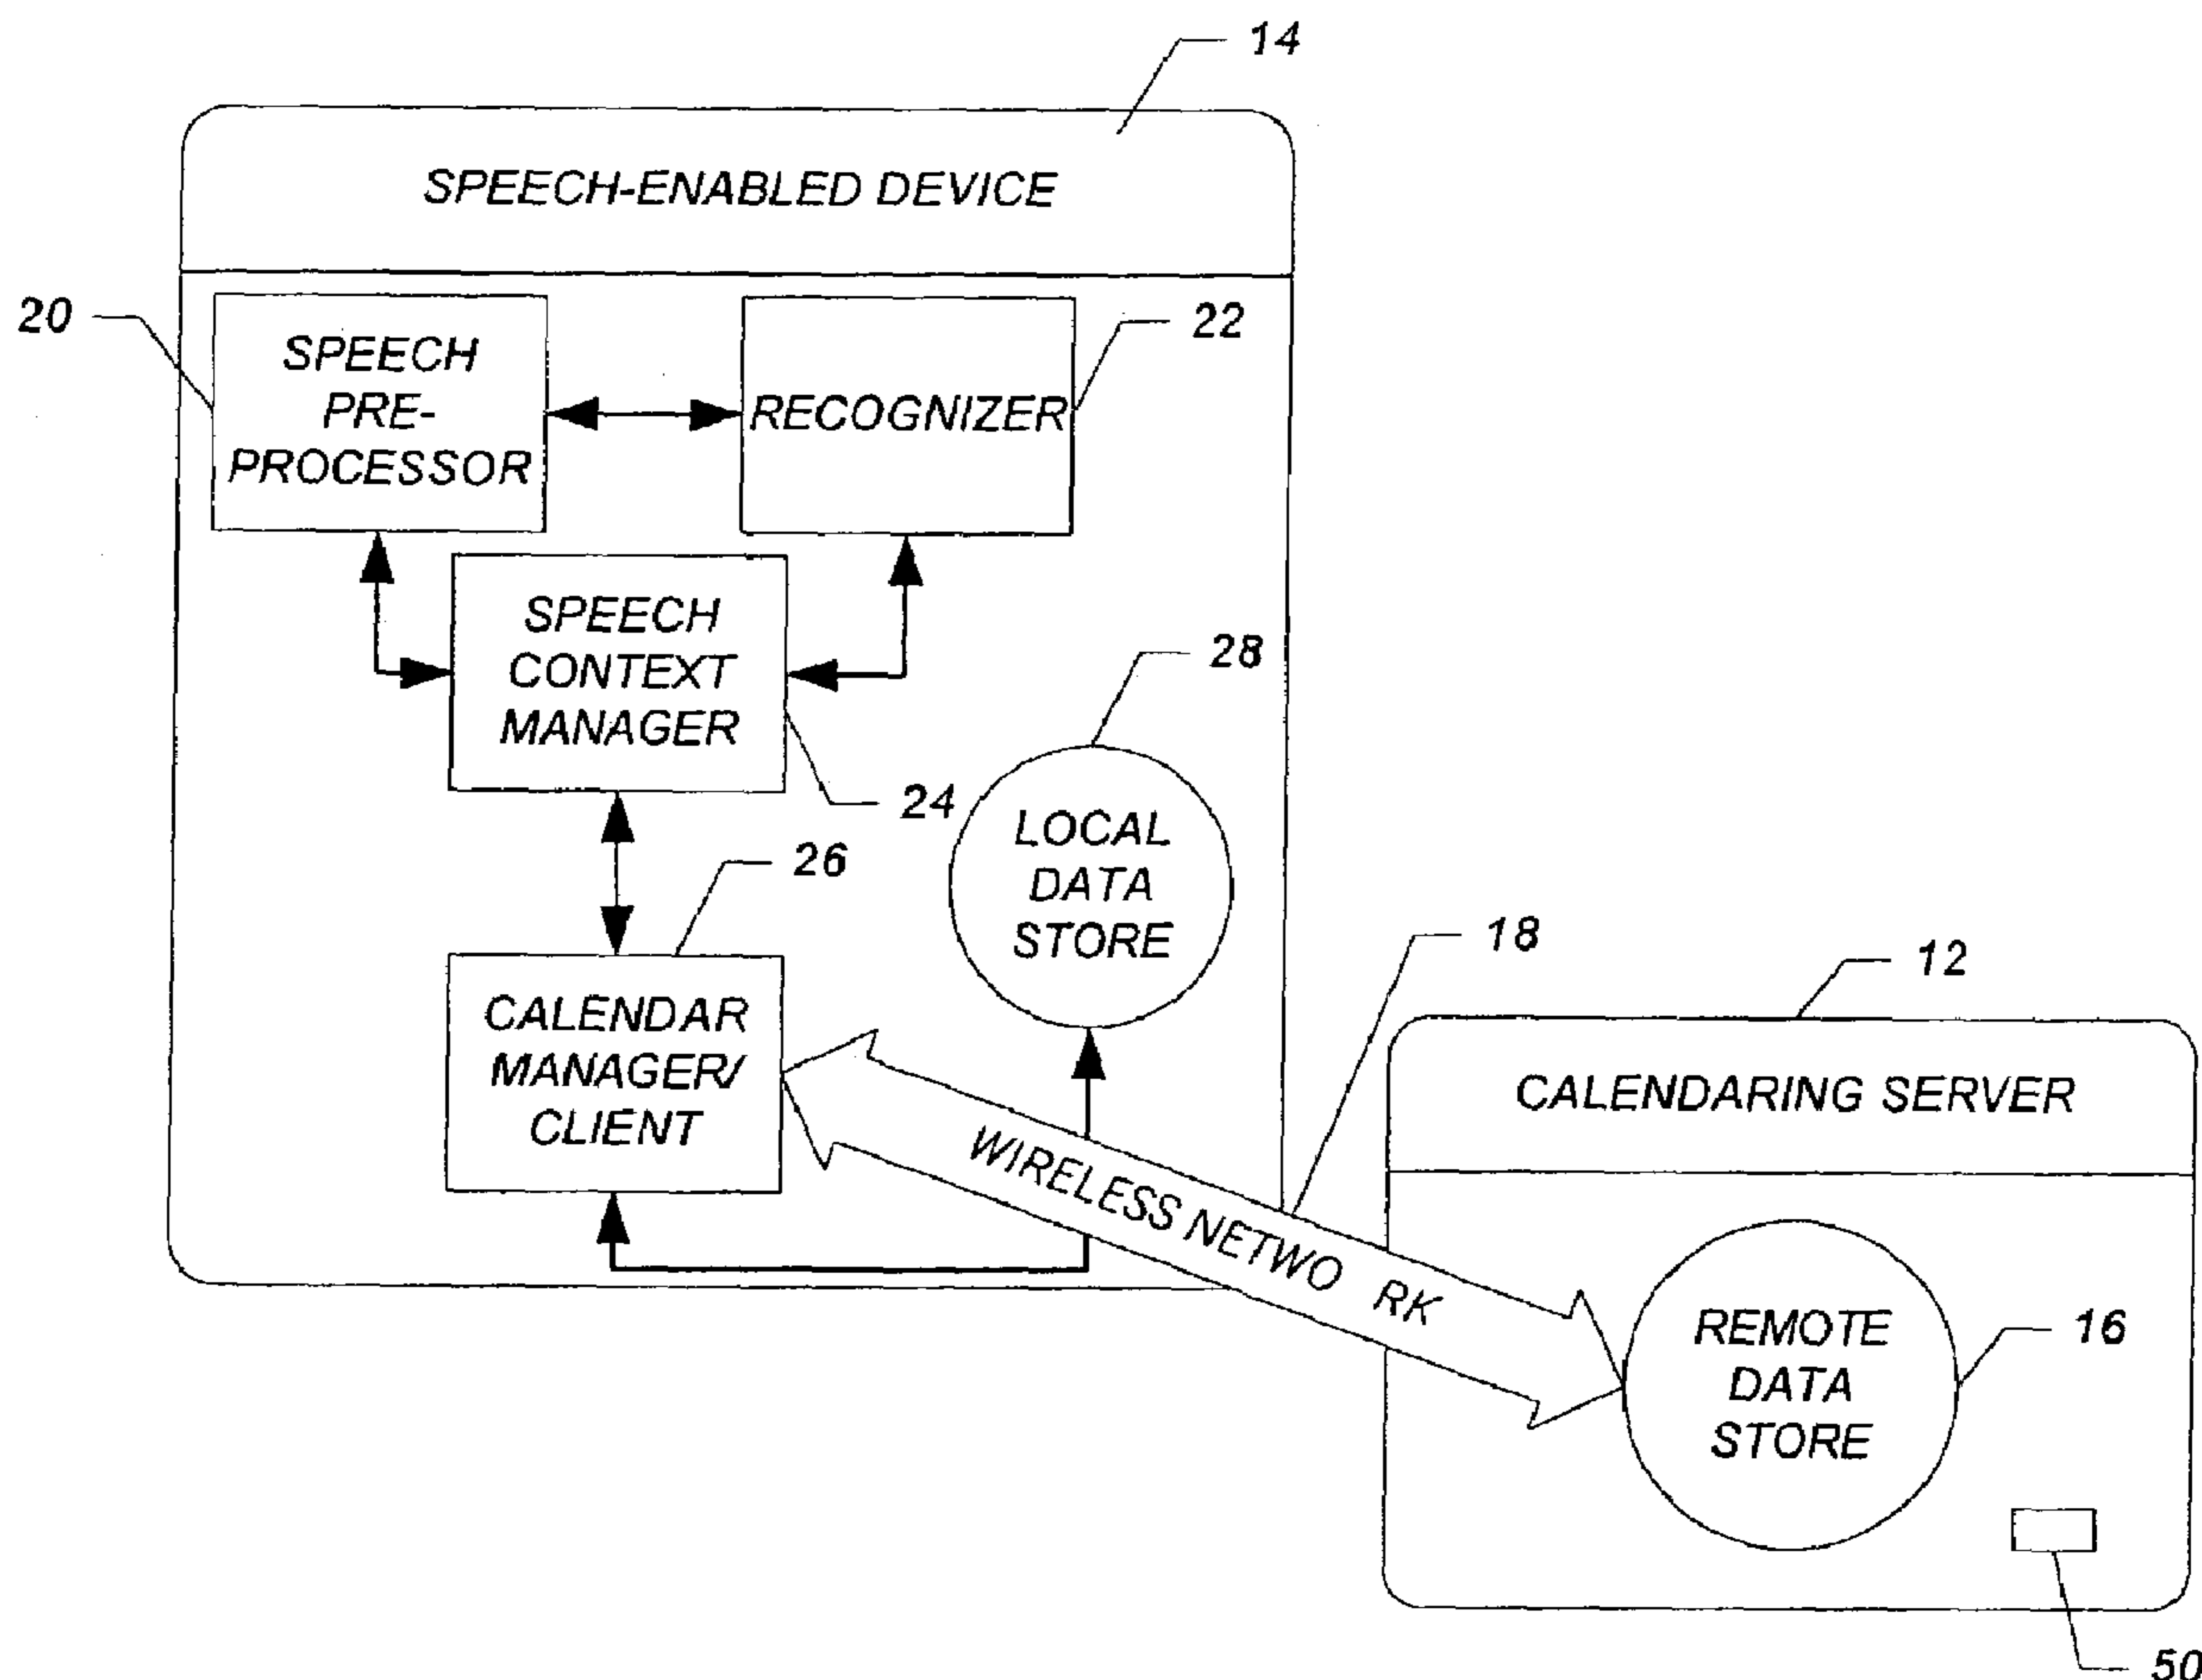 14
SPEECH-ENABLED DEVICE
20
SPEECH
PRE-
PROCESSOR
RECOGNIZER
22
SPEECH
CONTEXT
MANAGER
24
28
LOCAL
DATA
STORE
26
CALENDAR
MANAGER/
CLIENT
18
WIRELESS NETWO RK
12
CALENDARING SERVER
REMOTE
DATA
STORE
16
50